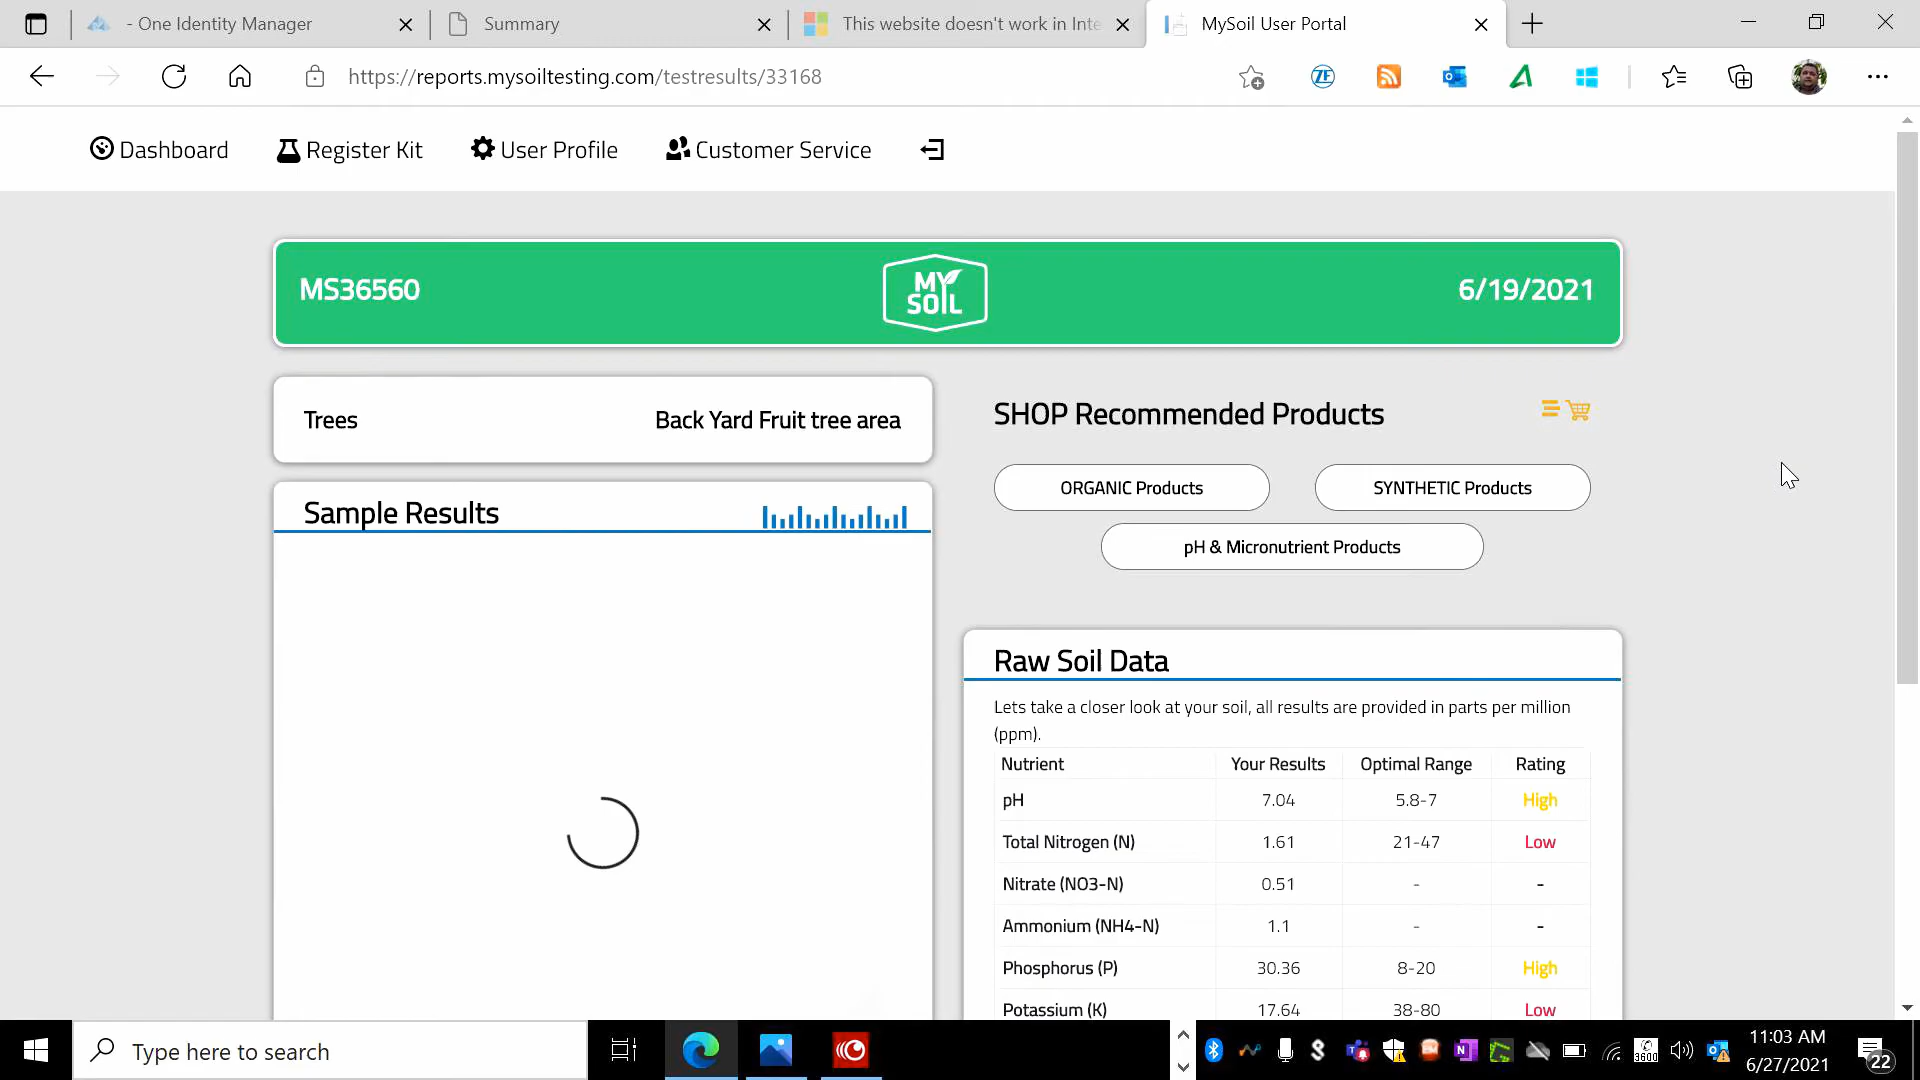 - One Identity Manager
Summary
This website doesn't work in Inte
MySoil User Portal
https://reports.mysoiltesting.com/testresults/33168
Dashboard
Register Kit
User Profile
Customer Service
MS36560
MY
SOIL
6/19/2021
Trees
Back Yard Fruit tree area
SHOP Recommended Products
ORGANIC Products
SYNTHETIC Products
pH & Micronutrient Products
Sample Results
Raw Soil Data
Lets take a closer look at your soil, all results are provided in parts per million
(ppm).
Nutrient Your Results Optimal Range Rating
pH 7.04 5.8-7 High
Total Nitrogen (N) 1.61 21-47 Low
Nitrate (NO3-N) 0.51 - -
Ammonium (NH4-N) 1.1 - -
Phosphorus (P) 30.36 8-20 High
Potassium (K) 17.64 38-80 Low
Type here to search
3600
11:03 AM
6/27/2021
22